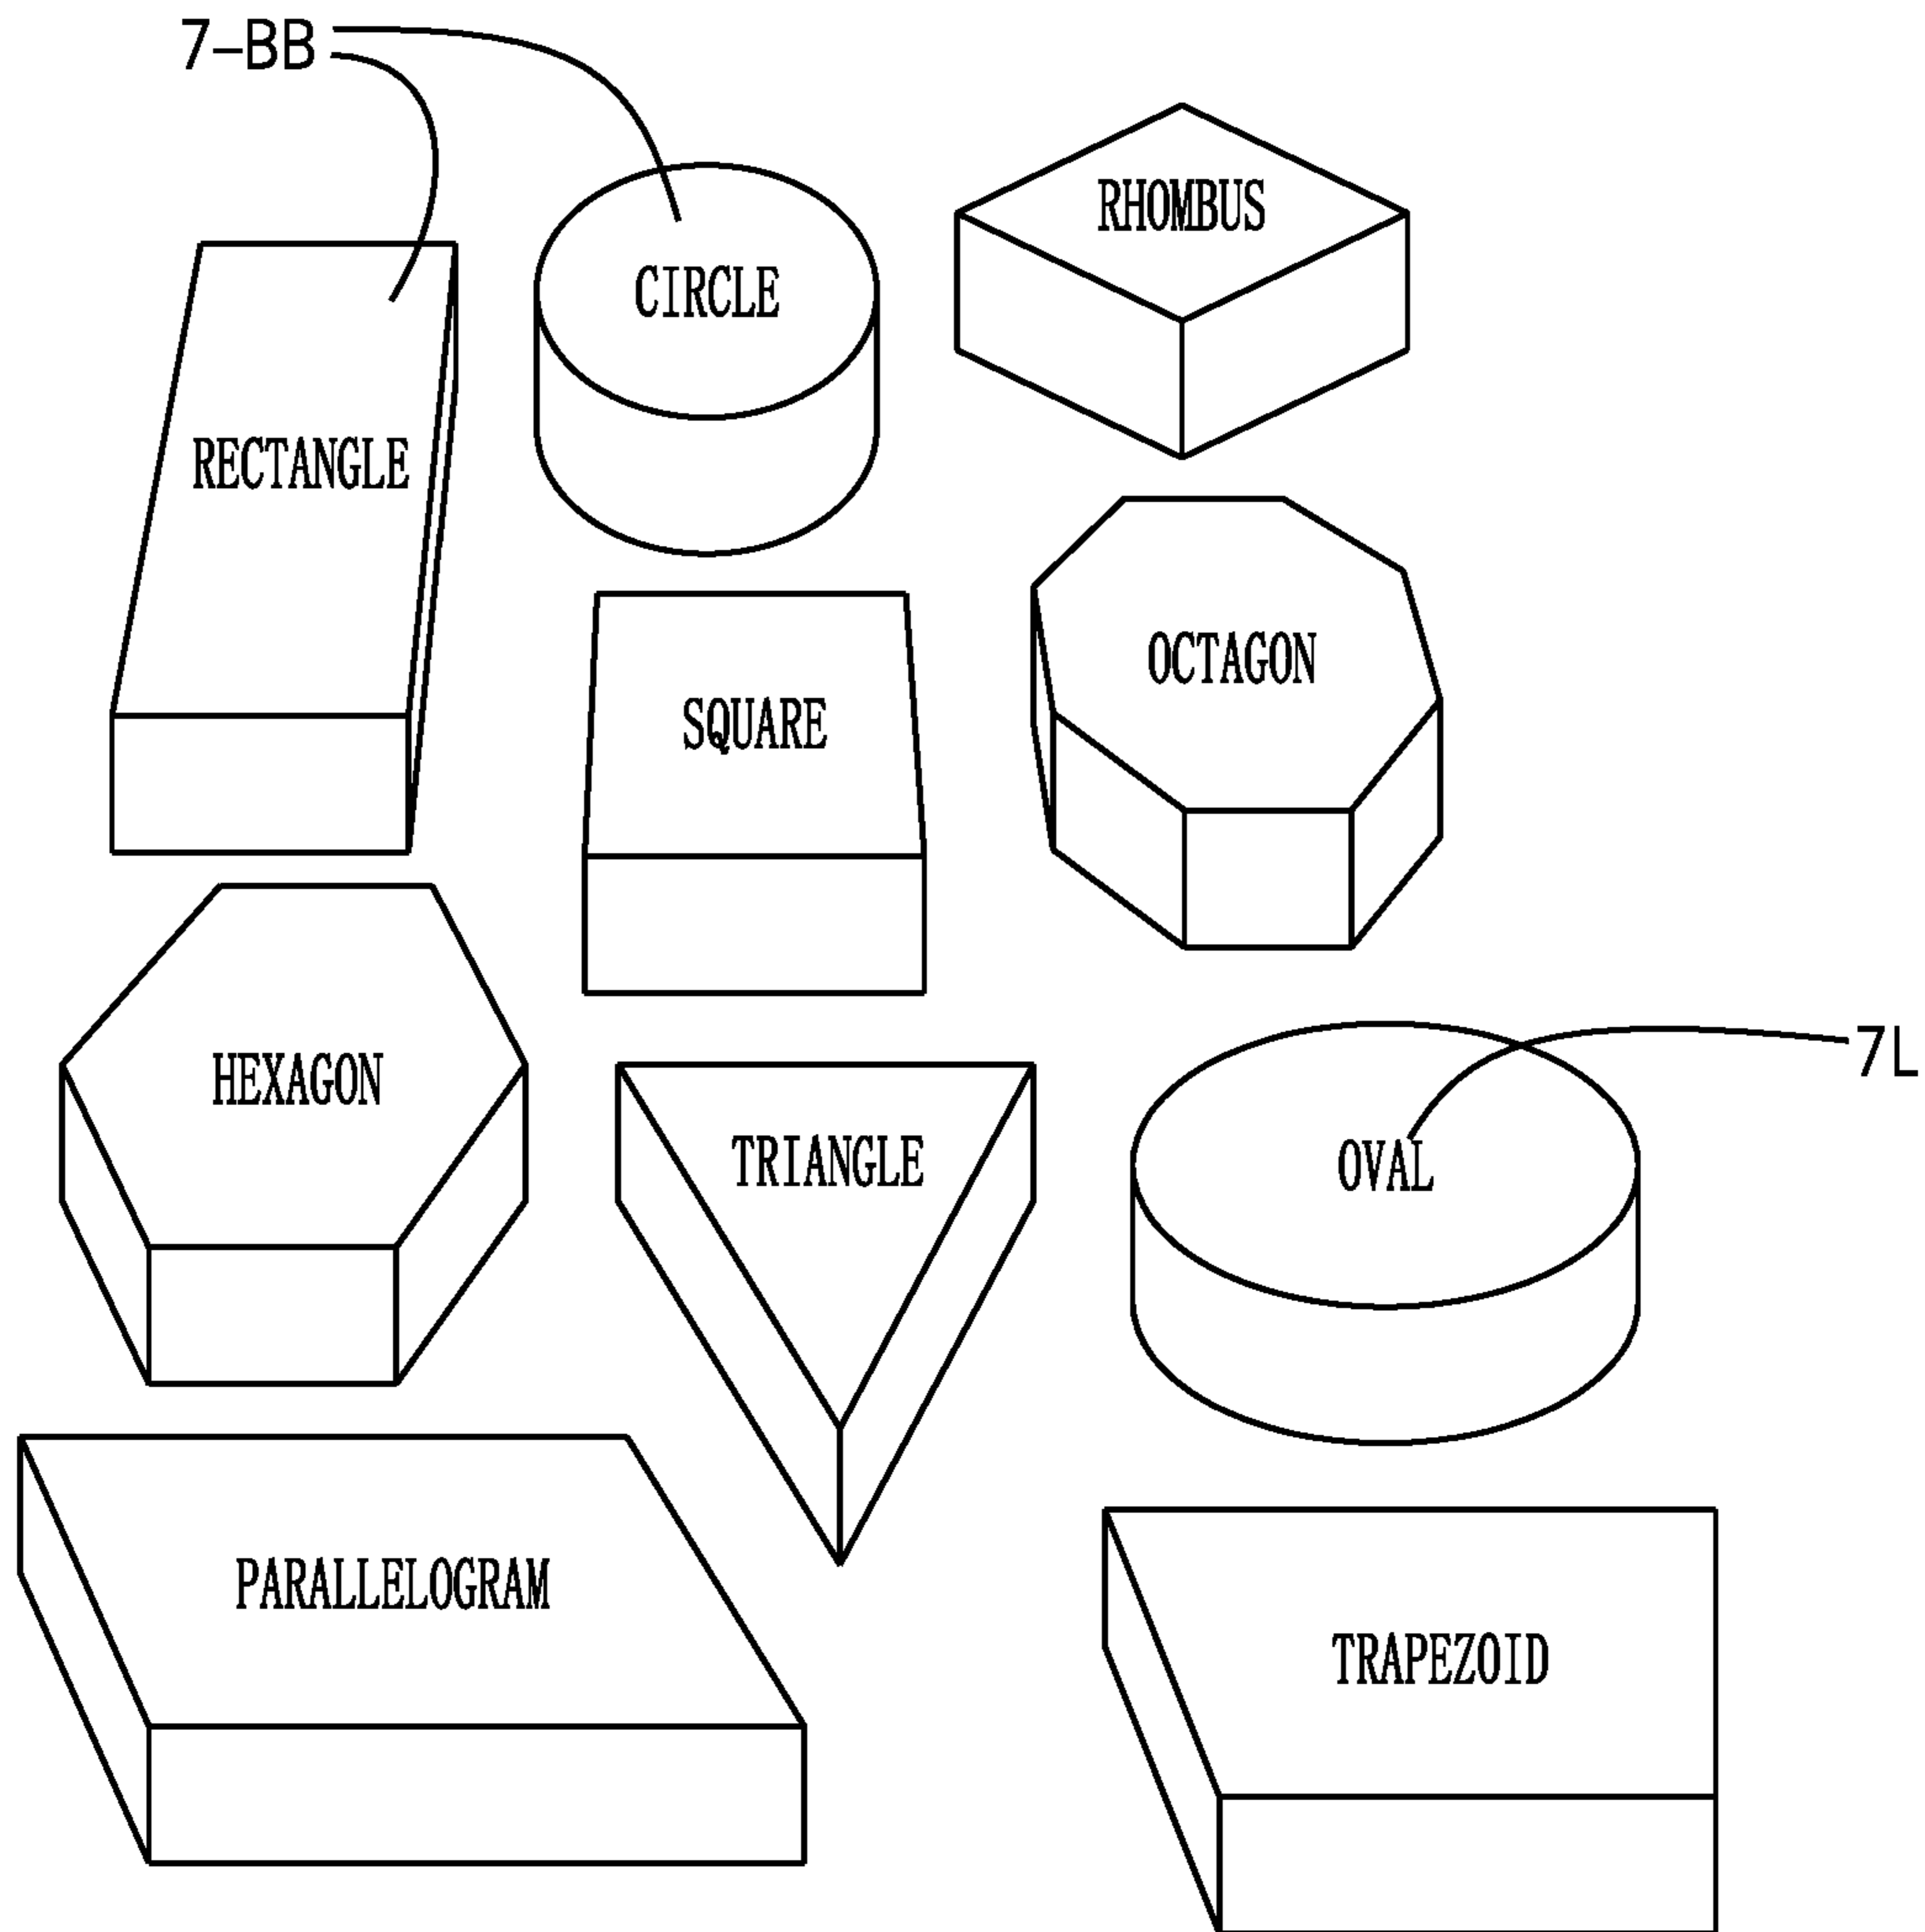 7-BB
RHOMBUS
CIRCLE
RECTANGLE
OCTAGON
SQUARE
7L
HEXAGON
TRIANGLE
OVAL
PARALLELOGRAM
TRAPEZOID